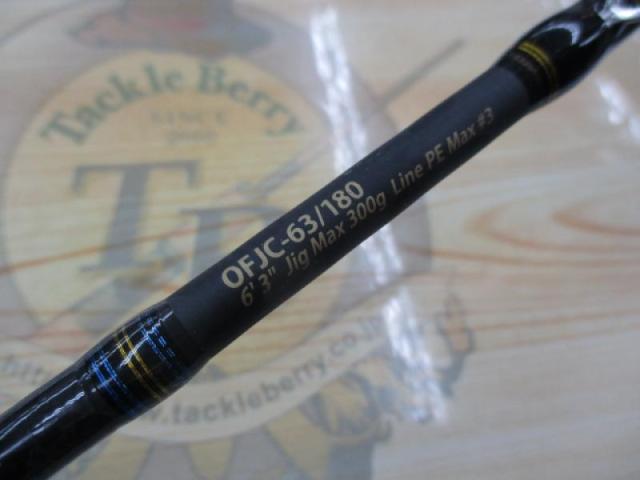 Tackle Berry
SINCE
TB
OFJC-63/180
6' 3" Jig Max 300g Line PE Max #3
www.tackleberry.co.jp